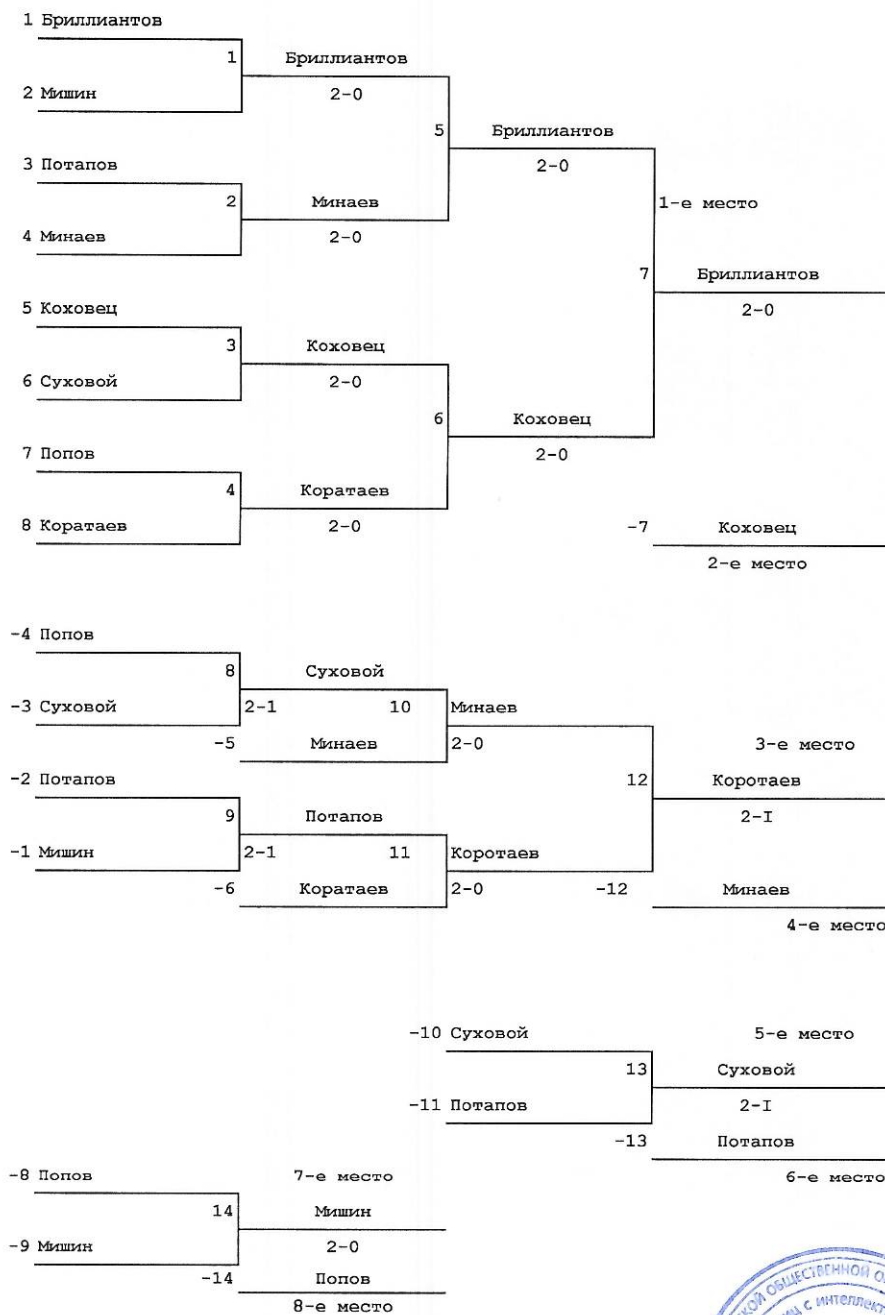 1 Бриллиантов
1 Бриллиантов
2 Мишин 2-0
5 Бриллиантов
3 Потапов 2-0
2 Минаев 1-е место
4 Минаев 2-0
7 Бриллиантов
5 Коховец 2-0
3 Коховец
6 Суховой 2-0
6 Коховец
7 Попов 2-0
4 Коратаев
8 Коратаев 2-0 -7 Коховец
2-е место
-4 Попов
8 Суховой
-3 Суховой 2-1 10 Минаев
-5 Минаев 2-0 3-е место
-2 Потапов 12 Коротаев
9 Потапов 2-I
-1 Мишин 2-1 11 Коротаев
-6 Коратаев 2-0 -12 Минаев
4-е место
-10 Суховой 5-е место
13 Суховой
-11 Потапов 2-I
-13 Потапов
-8 Попов 7-е место 6-е место
14 Мишин
-9 Мишин 2-0
-14 Попов
8-е место
ОБЩЕСТВЕННОЙ
С ИНТЕЛЛЕК